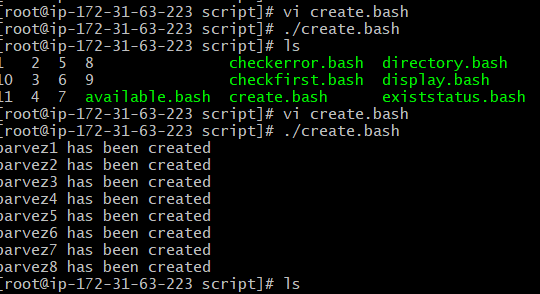 [root@ip-172-31-63-223 script]# vi create.bash
[root@ip-172-31-63-223 script]# ./create.bash
[root@ip-172-31-63-223 script]# ls
1   2  5  8               checkerror.bash  directory.bash
10  3  6  9               checkfirst.bash  display.bash
11  4  7  available.bash  create.bash      existstatus.bash
[root@ip-172-31-63-223 script]# vi create.bash
[root@ip-172-31-63-223 script]# ./create.bash
parvez1 has been created
parvez2 has been created
parvez3 has been created
parvez4 has been created
parvez5 has been created
parvez6 has been created
parvez7 has been created
parvez8 has been created
[root@ip-172-31-63-223 script]# ls